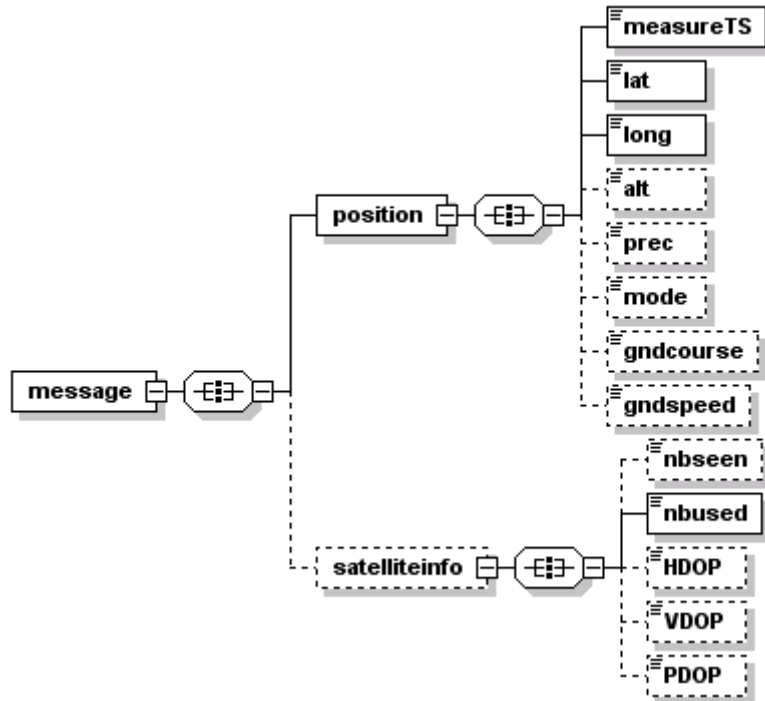 measureTS
lat
long
alt
position
prec
mode
gndcourse
message
gndspeed
nbseen
nbused
satelliteinfo
HDOP
VDOP
PDOP